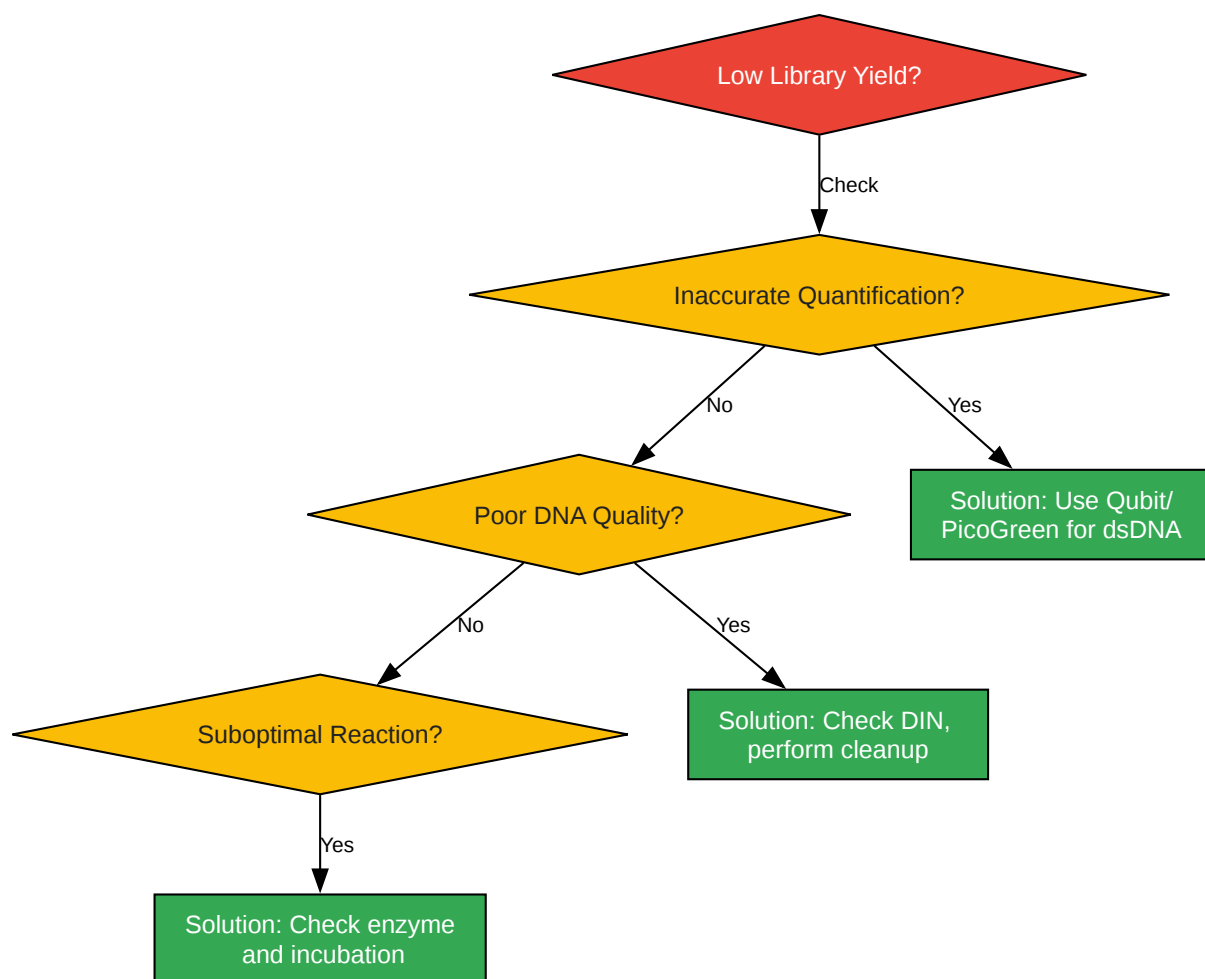 Low Library Yield?
Check
Inaccurate Quantification?
No
Yes
Poor DNA Quality?
Solution: Use Qubit/
PicoGreen for dsDNA
No
Yes
Suboptimal Reaction?
Solution: Check DIN,
perform cleanup
Yes
Solution: Check enzyme
and incubation